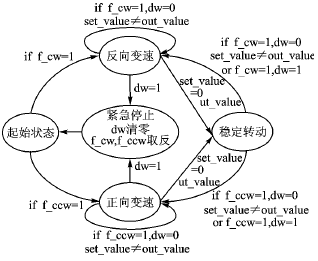 if f_cw=1,dw=0
set_value≠out_value
if f_cw=1
反向变速
if f_cw=1,dw=0
set_value≠out_value
or f_cw=1,dw=1
dw=1
set_value
=0
ut_value
起始状态
紧急停止
dw清零
f_cw,f_ccw取反
稳定转动
dw=1
set_value
=0
ut_value
if f_ccw=1
正向变速
if f_ccw=1,dw=0
set_value≠out_value
or f_ccw=1,dw=1
if f_ccw=1,dw=0
set_value≠out_value